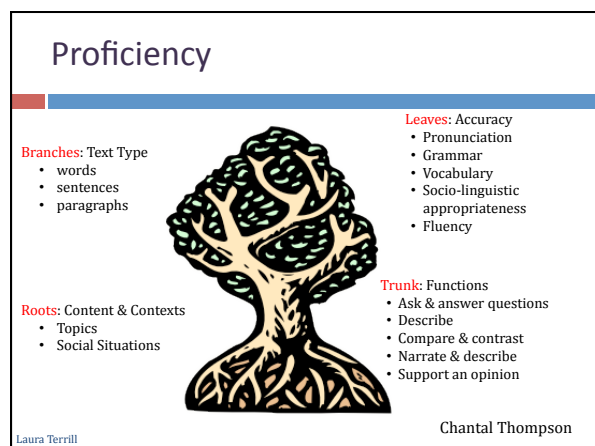 Proficiency
Branches: Text Type
• words
• sentences
• paragraphs
Leaves: Accuracy
• Pronunciation
• Grammar
• Vocabulary
• Socio-linguistic
appropriateness
• Fluency
Roots: Content & Contexts
• Topics
• Social Situations
Trunk: Functions
• Ask & answer questions
• Describe
• Compare & contrast
• Narrate & describe
• Support an opinion
Chantal Thompson
Laura Terrill